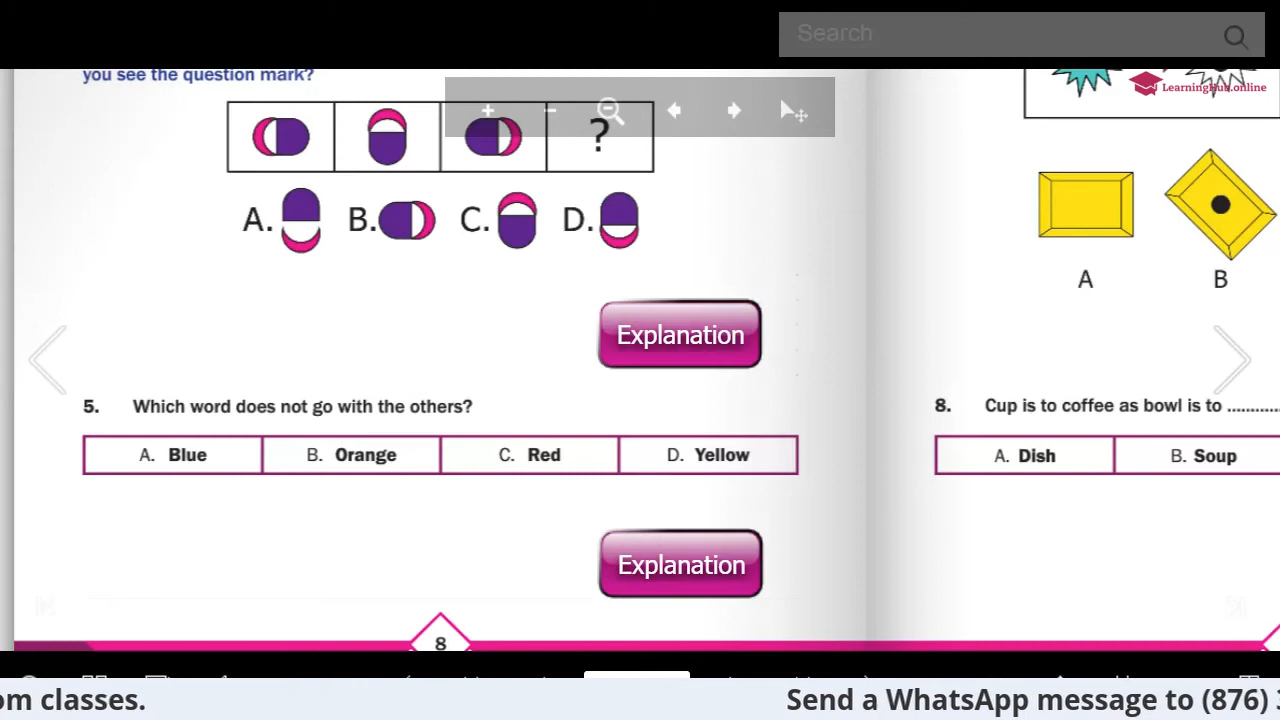 Search
you see the question mark?
LearningHub.online
?
A. B. C. D.
A B
Explanation
5. Which word does not go with the others?
A. Blue B. Orange C. Red D. Yellow
Explanation
8
8. Cup is to coffee as bowl is to ............
A. Dish B. Soup
om classes. Send a WhatsApp message to (876)